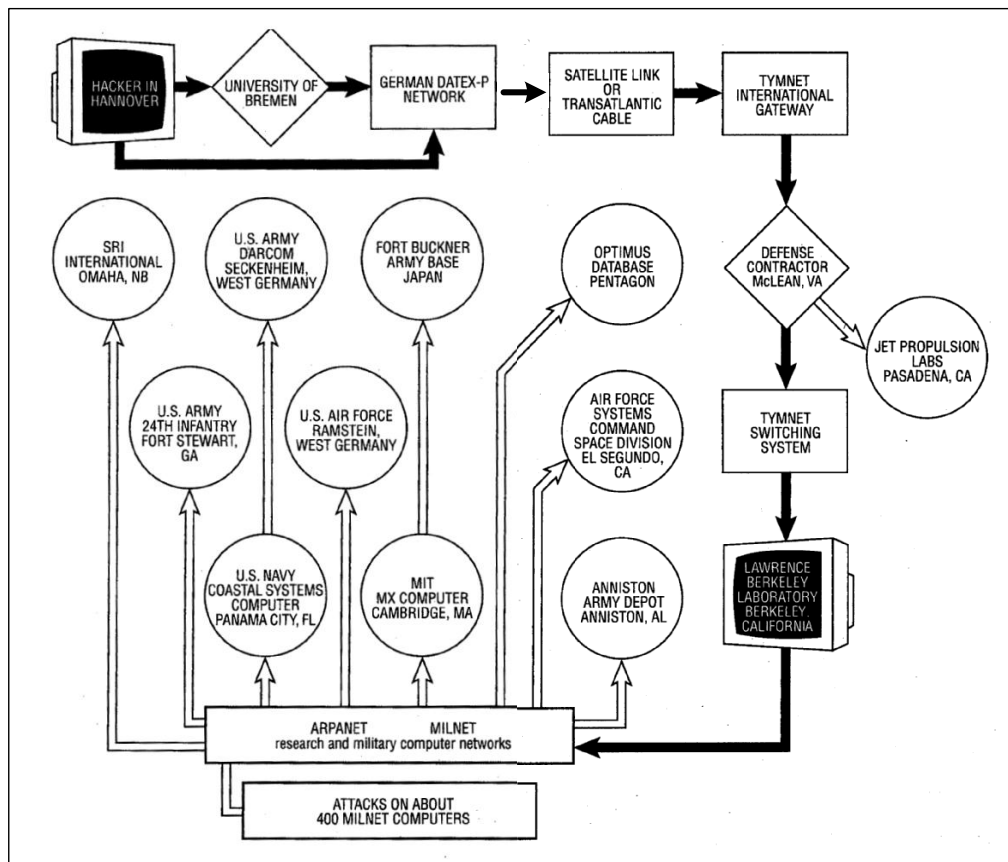 HACKER IN
HANNOVER
UNIVERSITY OF
BREMEN
GERMAN DATEX-P
NETWORK
SATELLITE LINK
OR
TRANSATLANTIC
CABLE
TYMNET
INTERNATIONAL
GATEWAY
SRI
INTERNATIONAL
OMAHA, NB
U.S. ARMY
DARCOM
SECKENHEIM,
WEST GERMANY
FORT BUCKNER
ARMY BASE
JAPAN
OPTIMUS
DATABASE
PENTAGON
DEFENSE
CONTRACTOR
McLEAN, VA
JET PROPULSION
LABS
PASADENA, CA
U.S. ARMY
24TH INFANTRY
FORT STEWART,
GA
U.S. AIR FORCE
RAMSTEIN,
WEST GERMANY
AIR FORCE
SYSTEMS
COMMAND
SPACE DIVISION
EL SEGUNDO,
CA
TYMNET
SWITCHING
SYSTEM
U.S. NAVY
COASTAL SYSTEMS
COMPUTER
PANAMA CITY, FL
MIT
MX COMPUTER
CAMBRIDGE, MA
ANNISTON
ARMY DEPOT
ANNISTON, AL
LAWRENCE
BERKELEY
LABORATORY
BERKELEY,
CALIFORNIA
ARPANET MILNET
research and military computer networks
ATTACKS ON ABOUT
400 MILNET COMPUTERS